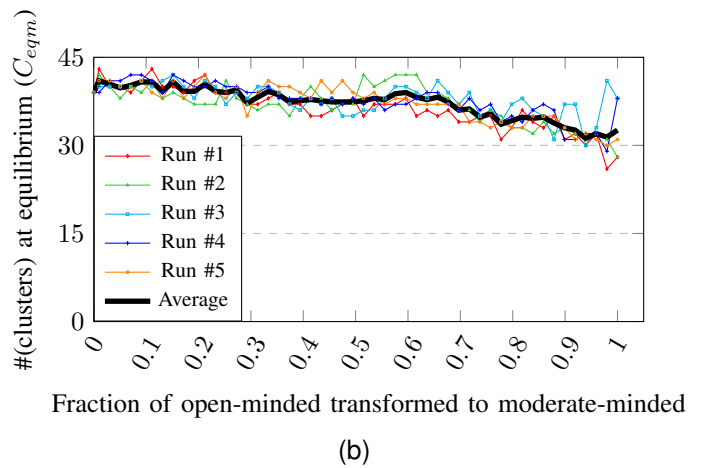 #(clusters) at equilibrium (C_{eqm})
45
30
15
0
Run #1
Run #2
Run #3
Run #4
Run #5
Average
0 0.1 0.2 0.3 0.4 0.5 0.6 0.7 0.8 0.9 1
Fraction of open-minded transformed to moderate-minded
(b)